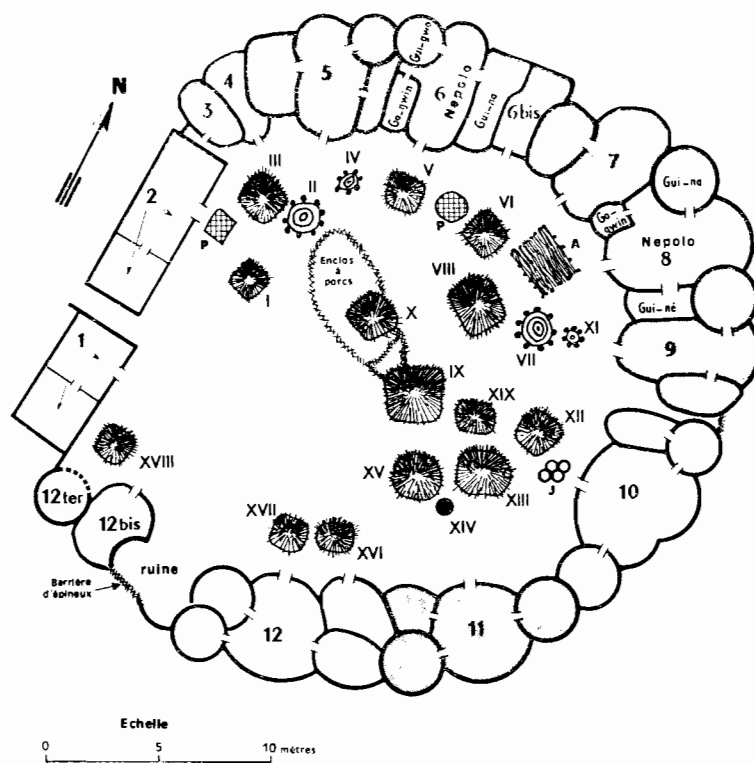 N
4
5
Gui-gwin
3
Go-gwin
6
Nepolo
Gui-na
6bis
7
Gui-na
Go-gwin
Nepolo
8
Gui-né
9
2
III
II
IV
V
P
VI
A
P
I
Enclos
à
porcs
VIII
X
VII
XI
1
IX
XIX
XII
XVIII
XV
XIII
J
XIV
10
12ter
12bis
XVII
XVI
ruine
Barrière
d'épineux
12
11
Echelle
0
5
10 mètres